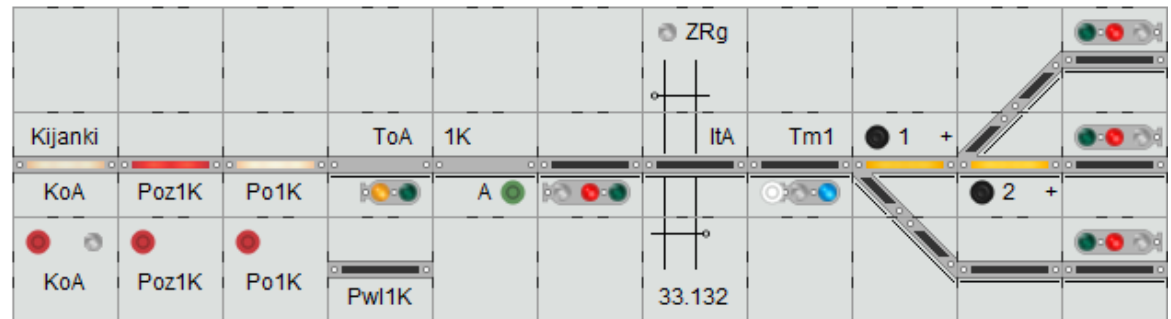 ZRg
Kijanki ToA 1K ItA Tm1 1 +
KoA Poz1K Po1K A 2 +
KoA Poz1K Po1K Pwl1K 33.132